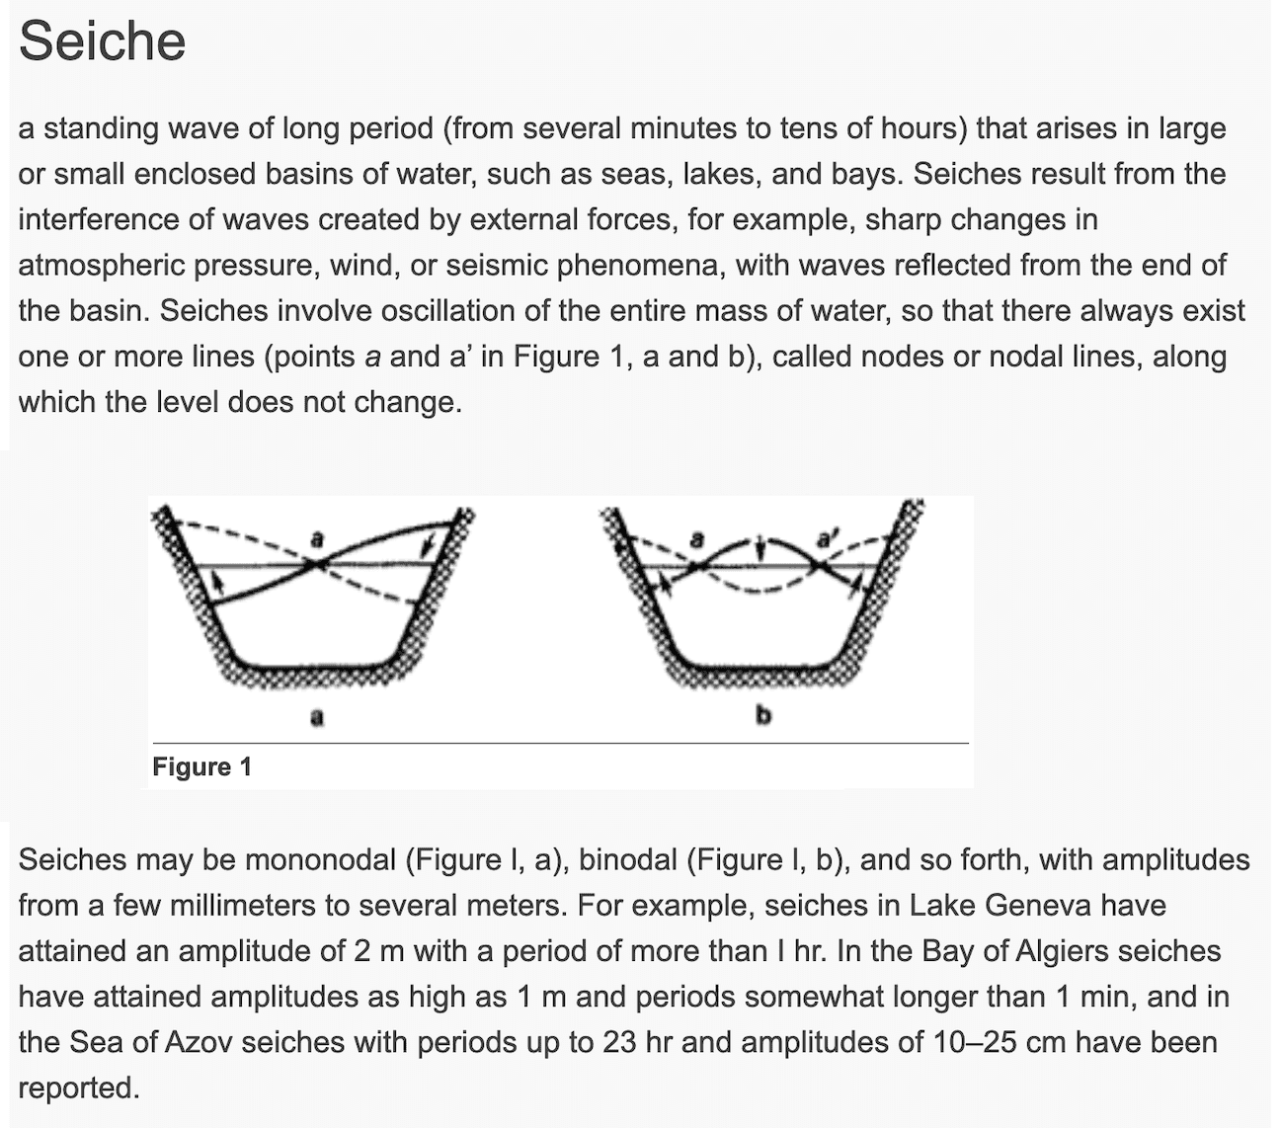 Seiche
a standing wave of long period (from several minutes to tens of hours) that arises in large
or small enclosed basins of water, such as seas, lakes, and bays. Seiches result from the
interference of waves created by external forces, for example, sharp changes in
atmospheric pressure, wind, or seismic phenomena, with waves reflected from the end of
the basin. Seiches involve oscillation of the entire mass of water, so that there always exist
one or more lines (points a and a’ in Figure 1, a and b), called nodes or nodal lines, along
which the level does not change.
a
a a'
a
b
Figure 1
Seiches may be mononodal (Figure I, a), binodal (Figure I, b), and so forth, with amplitudes
from a few millimeters to several meters. For example, seiches in Lake Geneva have
attained an amplitude of 2 m with a period of more than I hr. In the Bay of Algiers seiches
have attained amplitudes as high as 1 m and periods somewhat longer than 1 min, and in
the Sea of Azov seiches with periods up to 23 hr and amplitudes of 10–25 cm have been
reported.